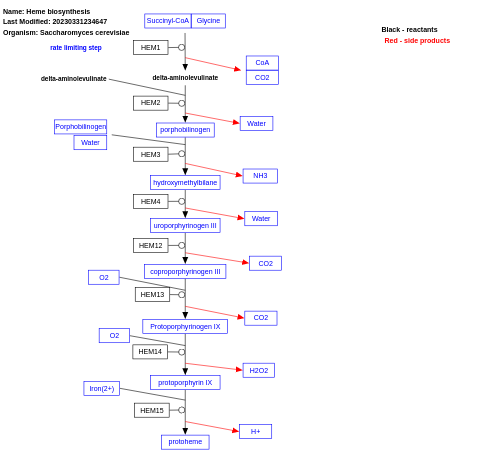 Name: Heme biosynthesis
Last Modified: 20230331234647
Organism: Saccharomyces cerevisiae
Succinyl-CoA Glycine
Black - reactants
Red - side products
rate limiting step
HEM1
CoA
CO2
delta-aminolevulinate
delta-aminolevulinate
HEM2
Water
Porphobilinogen
Water
porphobilinogen
HEM3
NH3
hydroxymethylbilane
HEM4
Water
uroporphyrinogen III
HEM12
CO2
coproporphyrinogen III
O2
HEM13
CO2
Protoporphyrinogen IX
O2
HEM14
H2O2
protoporphyrin IX
Iron(2+)
HEM15
H+
protoheme